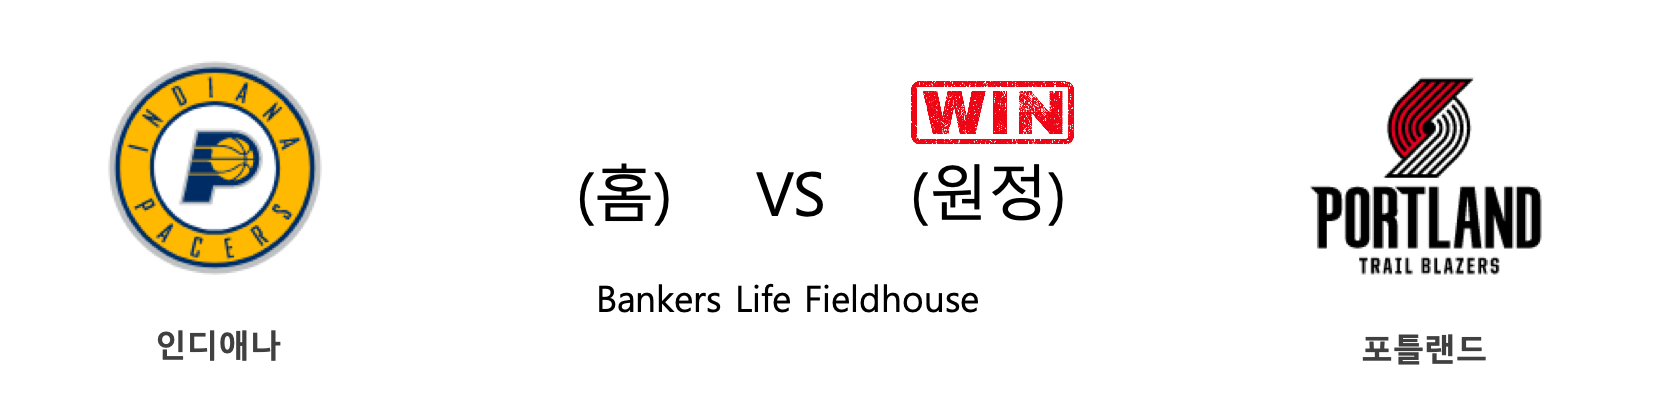 INDIANA
PACERS
인디애나
WIN
(홈) VS (원정)
Bankers Life Fieldhouse
PORTLAND
TRAIL BLAZERS
포틀랜드